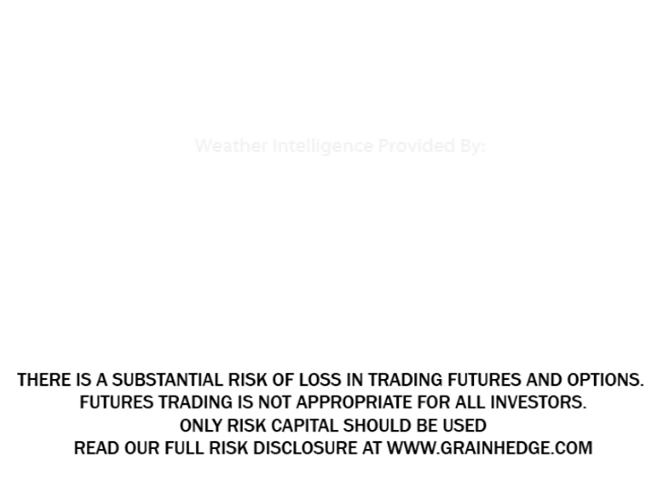 Weather Intelligence Provided By:
THERE IS A SUBSTANTIAL RISK OF LOSS IN TRADING FUTURES AND OPTIONS.
FUTURES TRADING IS NOT APPROPRIATE FOR ALL INVESTORS.
ONLY RISK CAPITAL SHOULD BE USED
READ OUR FULL RISK DISCLOSURE AT WWW.GRAINHEDGE.COM